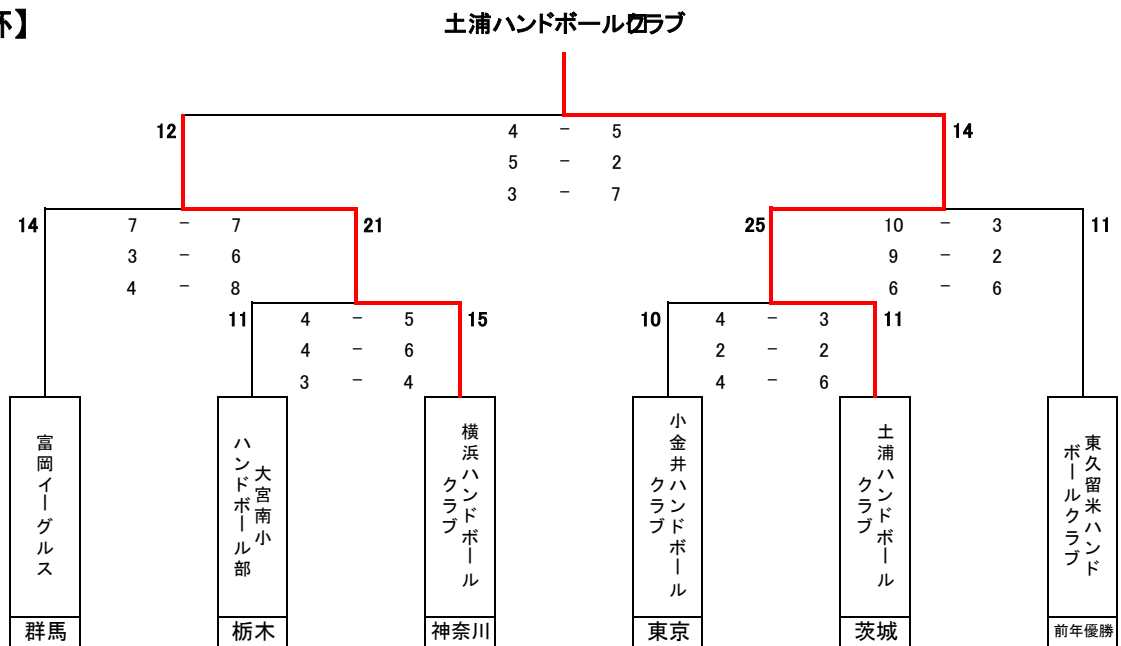 杯】
土浦ハンドボールクラブ
12
4 - 5
14
5 - 2
3 - 7
14
7 - 7
21
25
10 - 3
11
3 - 6
9 - 2
4 - 8
6 - 6
11
4 - 5
15
10
4 - 3
11
4 - 6
2 - 2
3 - 4
4 - 6
富岡イーグルス
大宮南小
ハンドボール部
横浜ハンドボール
クラブ
小金井ハンドボール
クラブ
土浦ハンドボール
クラブ
東久留米ハンド
ボールクラブ
群馬
栃木
神奈川
東京
茨城
前年優勝